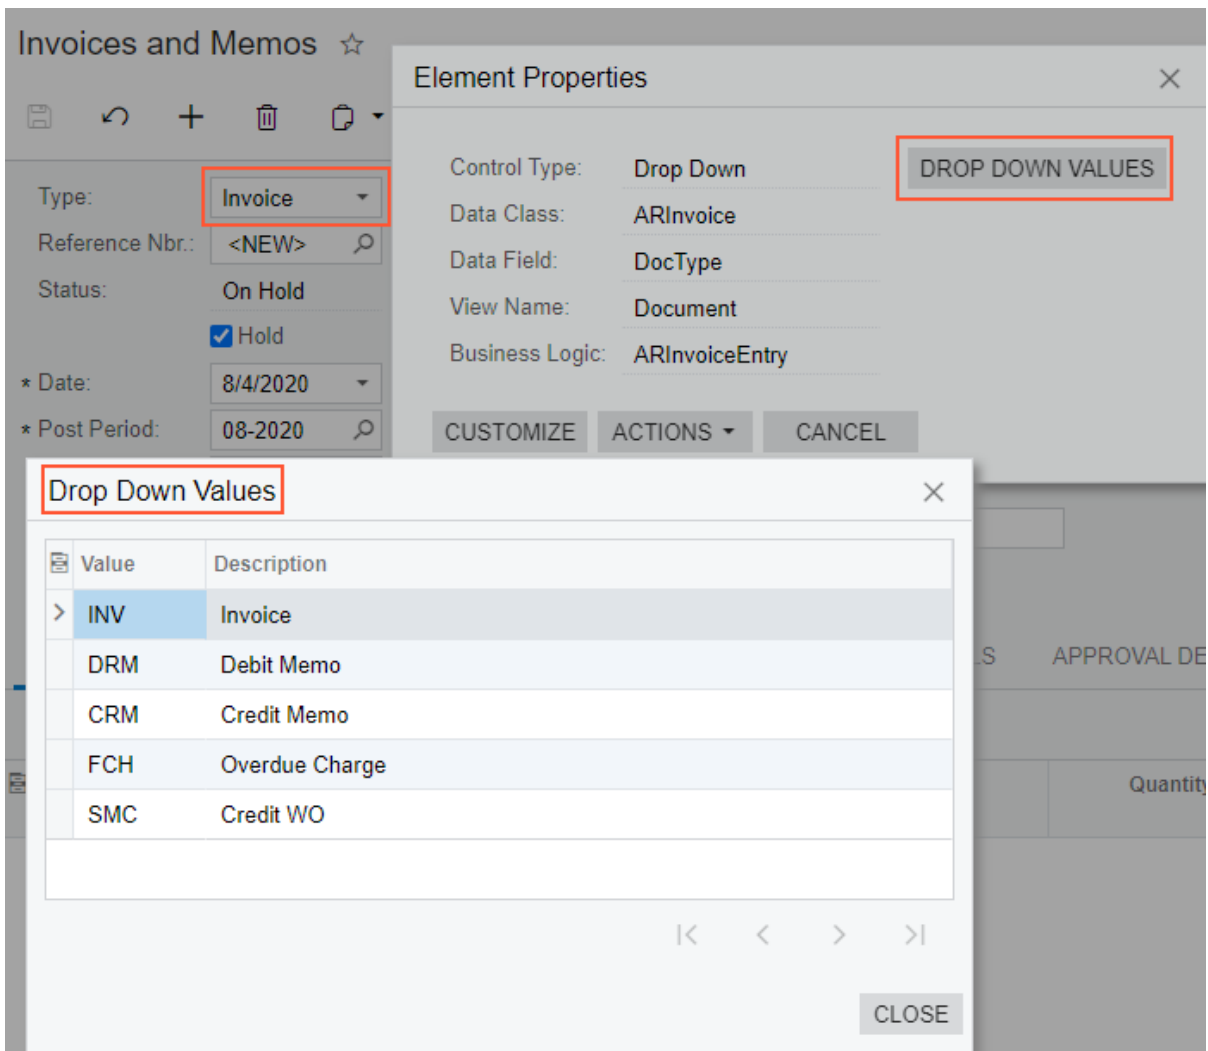 Invoices and Memos
Type: Invoice
Reference Nbr.: <NEW>
Status: On Hold
Hold
* Date: 8/4/2020
* Post Period: 08-2020
Element Properties
Control Type: Drop Down
DROP DOWN VALUES
Data Class: ARInvoice
Data Field: DocType
View Name: Document
Business Logic: ARInvoiceEntry
CUSTOMIZE ACTIONS CANCEL
Drop Down Values
Value Description
INV Invoice
DRM Debit Memo
CRM Credit Memo
FCH Overdue Charge
SMC Credit WO
CLOSE
LS APPROVAL DE
Quantity